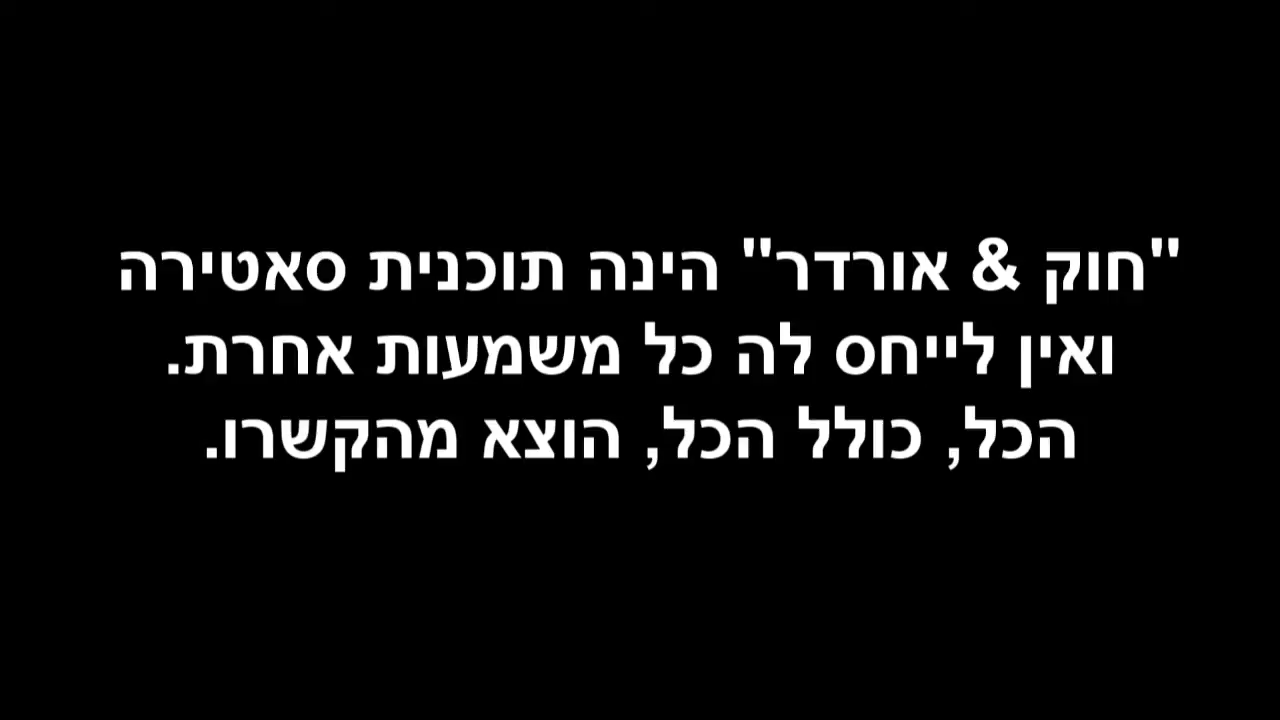 "חוק & אורדר" הינה תוכנית סאטירה
ואין לייחס לה כל משמעות אחרת.
הכל, כולל הכל, הוצא מהקשרו.